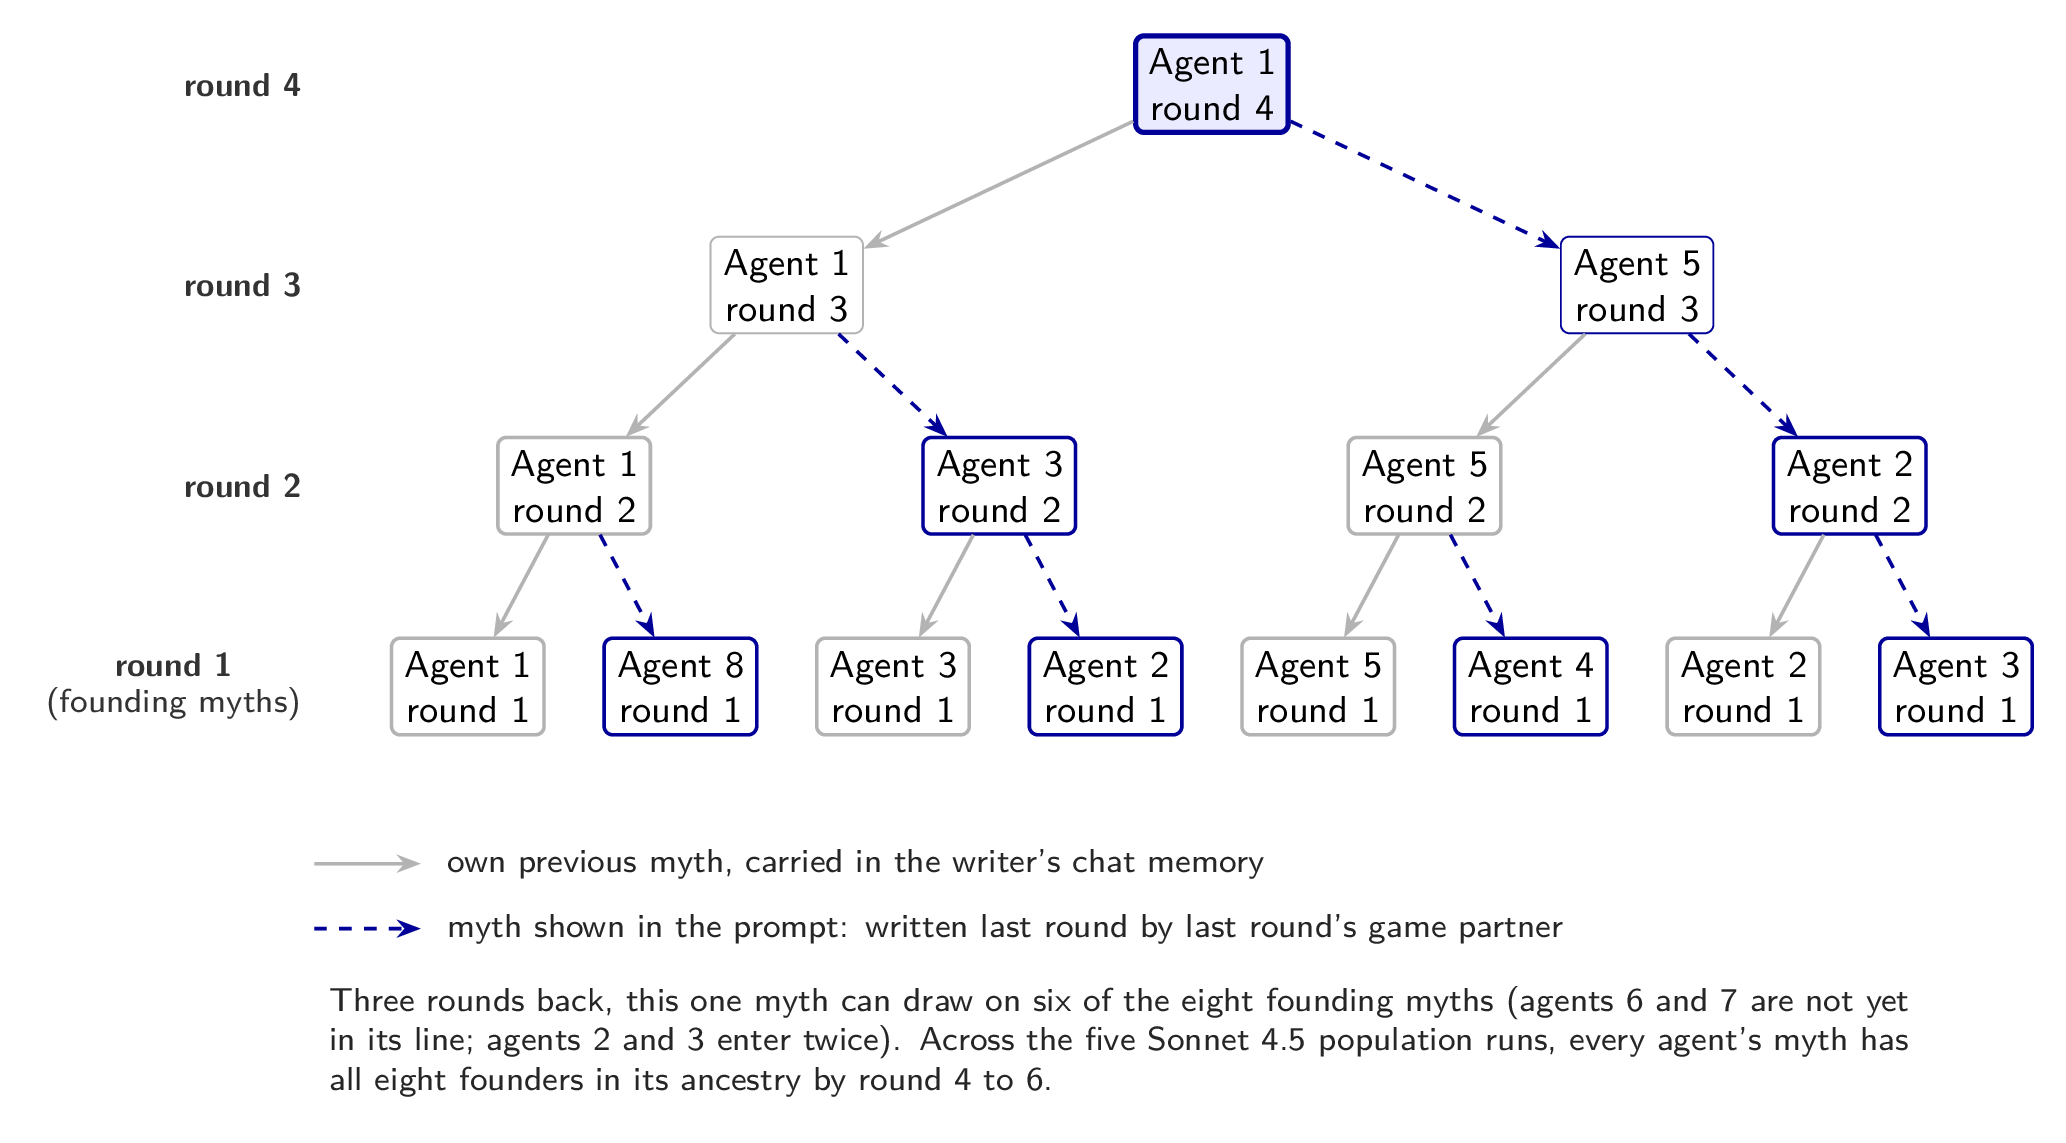 round 4
Agent 1
round 4
round 3
Agent 1
round 3
Agent 5
round 3
round 2
Agent 1
round 2
Agent 3
round 2
Agent 5
round 2
Agent 2
round 2
round 1
(founding myths)
Agent 1
round 1
Agent 8
round 1
Agent 3
round 1
Agent 2
round 1
Agent 5
round 1
Agent 4
round 1
Agent 2
round 1
Agent 3
round 1
own previous myth, carried in the writer's chat memory
myth shown in the prompt: written last round by last round's game partner
Three rounds back, this one myth can draw on six of the eight founding myths (agents 6 and 7 are not yet
in its line; agents 2 and 3 enter twice). Across the five Sonnet 4.5 population runs, every agent's myth has
all eight founders in its ancestry by round 4 to 6.